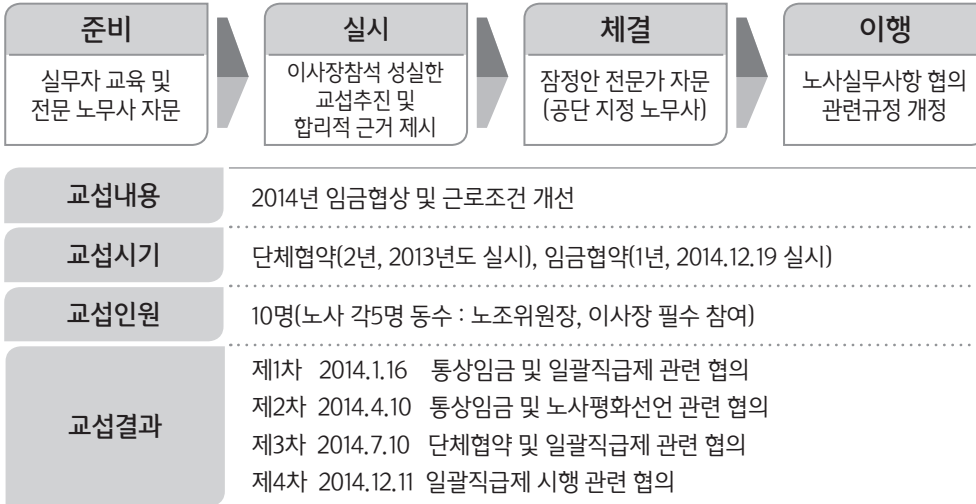 준비
실무자 교육 및
전문 노무사 자문
실시
이사장참석 성실한
교섭추진 및
합리적 근거 제시
체결
잠정안 전문가 자문
(공단 지정 노무사)
이행
노사실무사항 협의
관련규정 개정
교섭내용
2014년 임금협상 및 근로조건 개선
교섭시기
단체협약(2년, 2013년도 실시), 임금협약(1년, 2014.12.19 실시)
교섭인원
10명(노사 각5명 동수 : 노조위원장, 이사장 필수 참여)
교섭결과
제1차 2014.1.16 통상임금 및 일괄직급제 관련 협의
제2차 2014.4.10 통상임금 및 노사평화선언 관련 협의
제3차 2014.7.10 단체협약 및 일괄직급제 관련 협의
제4차 2014.12.11 일괄직급제 시행 관련 협의